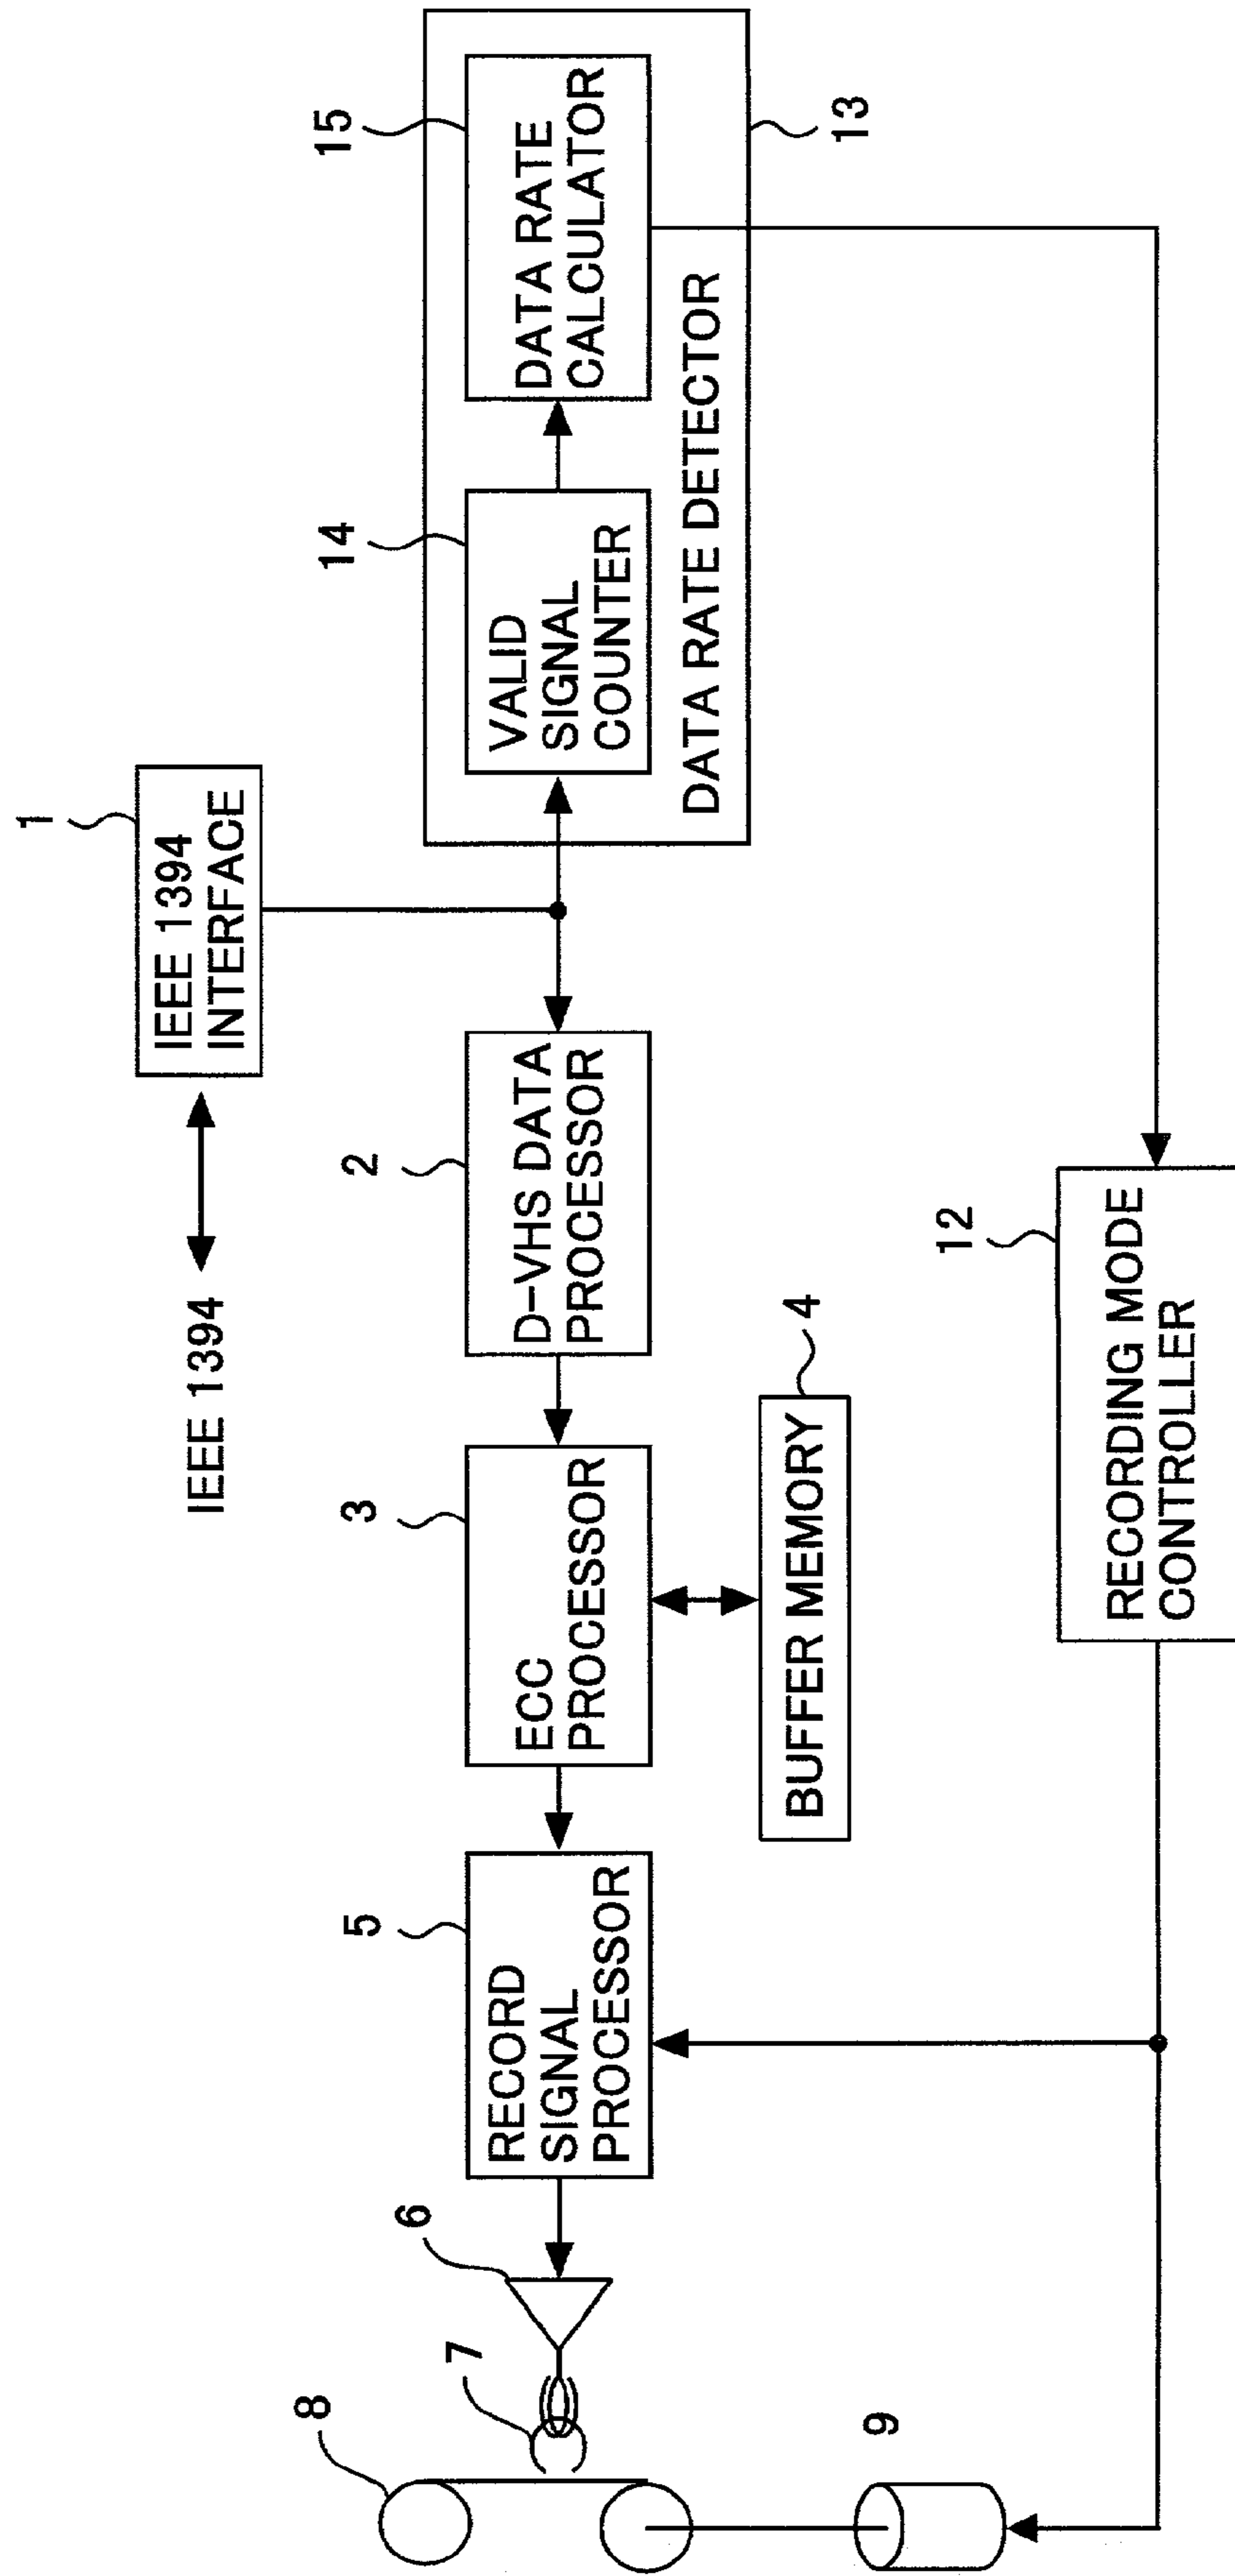 IEEE 1394
1
IEEE 1394
INTERFACE
8
7
6
5
RECORD
SIGNAL
PROCESSOR
3
ECC
PROCESSOR
2
D-VHS DATA
PROCESSOR
14
VALID
SIGNAL
COUNTER
15
DATA RATE
CALCULATOR
DATA RATE DETECTOR
13
BUFFER MEMORY
4
9
12
RECORDING MODE
CONTROLLER